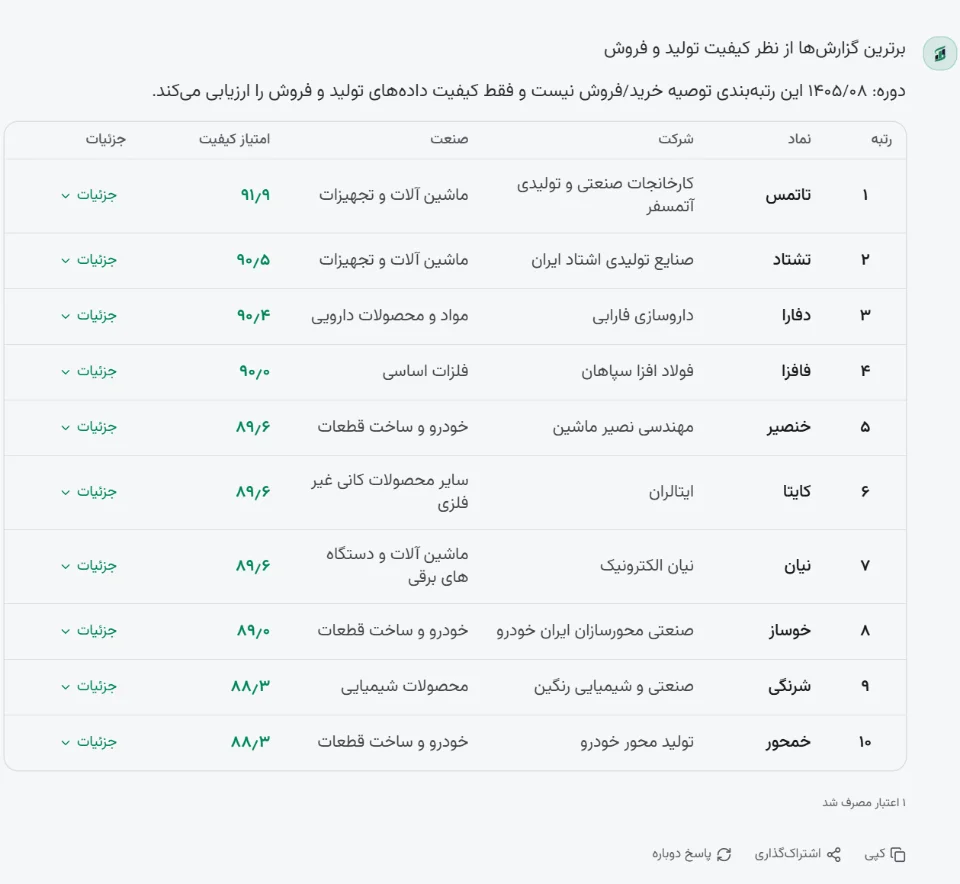 برترین گزارش‌ها از نظر کیفیت تولید و فروش
دوره: ۱۴۰۵/۰۸ این رتبه‌بندی توصیه خرید/فروش نیست و فقط کیفیت داده‌های تولید و فروش را ارزیابی می‌کند.
رتبه نماد شرکت صنعت امتیاز کیفیت جزئیات
۱ تاتمس کارخانجات صنعتی و تولیدی آتمسفر ماشین آلات و تجهیزات ۹۱٫۹ جزئیات
۲ تشتاد صنایع تولیدی اشتاد ایران ماشین آلات و تجهیزات ۹۰٫۵ جزئیات
۳ دفارا داروسازی فارابی مواد و محصولات دارویی ۹۰٫۴ جزئیات
۴ فافزا فولاد افزا سپاهان فلزات اساسی ۹۰٫۰ جزئیات
۵ خنصیر مهندسی نصیر ماشین خودرو و ساخت قطعات ۸۹٫۶ جزئیات
۶ کایتا ایتالران سایر محصولات کانی غیر فلزی ۸۹٫۶ جزئیات
۷ نیان نیان الکترونیک ماشین آلات و دستگاه های برقی ۸۹٫۶ جزئیات
۸ خوساز صنعتی محورسازان ایران خودرو خودرو و ساخت قطعات ۸۹٫۰ جزئیات
۹ شرنگی صنعتی و شیمیایی رنگین محصولات شیمیایی ۸۸٫۳ جزئیات
۱۰ خمحور تولید محور خودرو خودرو و ساخت قطعات ۸۸٫۳ جزئیات
۱ اعتبار مصرف شد
کپی اشتراک‌گذاری پاسخ دوباره